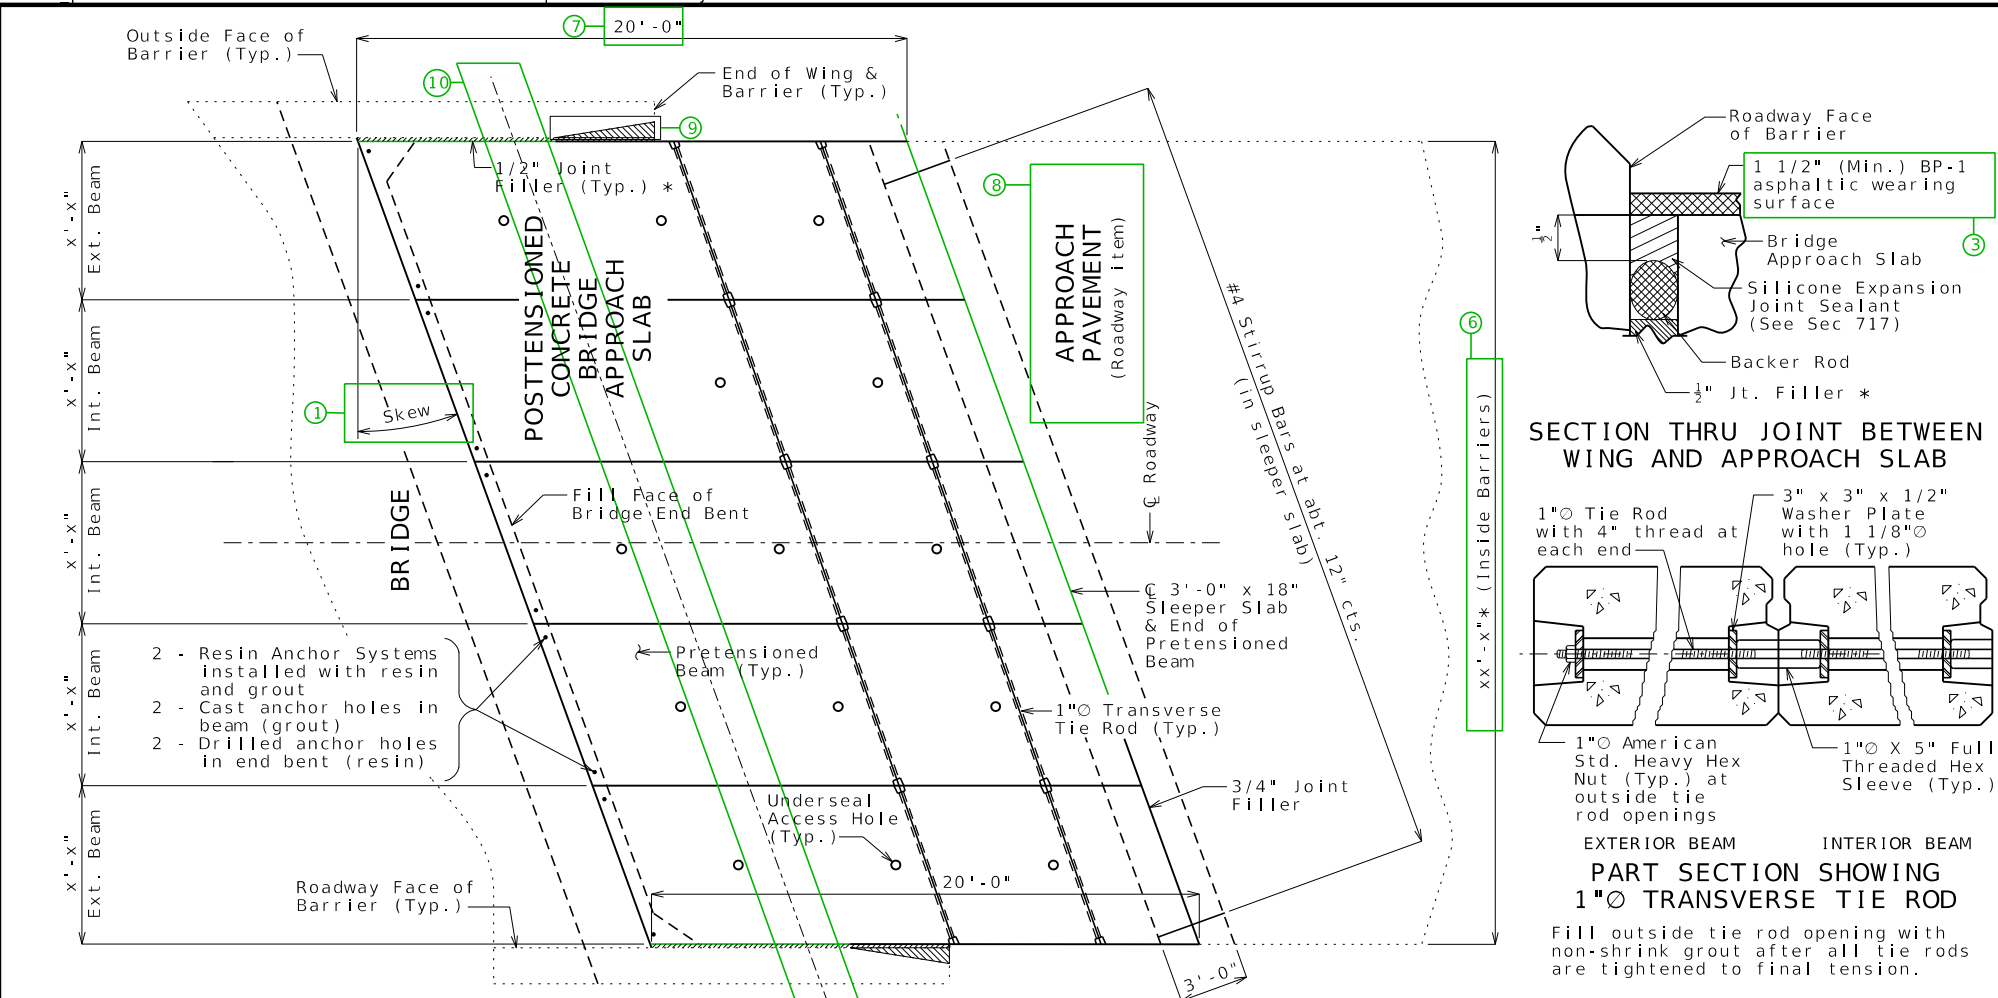 Outside Face of
Barrier (Typ.)
7
20'-0"
10
End of Wing &
Barrier (Typ.)
9
1/2" Joint
Filler (Typ.) *
x'-x"
Ext. Beam
x'-x"
Int. Beam
x'-x"
Int. Beam
x'-x"
Int. Beam
x'-x"
Ext. Beam
1
Skew
POSTTENSIONED
CONCRETE
BRIDGE
APPROACH
SLAB
BRIDGE
Fill Face of
Bridge End Bent
8
APPROACH
PAVEMENT
(Roadway item)
℄ Roadway
#4 Stirrup Bars at abt. 12" cts.
(in sleeper slab)
℄ 3'-0" x 18"
Sleeper Slab
& End of
Pretensioned
Beam
2 - Resin Anchor Systems
installed with resin
and grout
2 - Cast anchor holes in
beam (grout)
2 - Drilled anchor holes
in end bent (resin)
Pretensioned
Beam (Typ.)
1"∅ Transverse
Tie Rod (Typ.)
Underseal
Access Hole
(Typ.)
3/4" Joint
Filler
Roadway Face of
Barrier (Typ.)
20'-0"
3'-0"
6
xx'-x"* (Inside Barriers)
Roadway Face
of Barrier
1 1/2" (Min.) BP-1
asphaltic wearing
surface
3
½"
Bridge
Approach Slab
Silicone Expansion
Joint Sealant
(See Sec 717)
Backer Rod
½" Jt. Filler *
SECTION THRU JOINT BETWEEN
WING AND APPROACH SLAB
1"∅ Tie Rod
with 4" thread at
each end
3" x 3" x 1/2"
Washer Plate
with 1 1/8"∅
hole (Typ.)
1"∅ American
Std. Heavy Hex
Nut (Typ.) at
outside tie
rod openings
1"∅ X 5" Full
Threaded Hex
Sleeve (Typ.)
EXTERIOR BEAM
INTERIOR BEAM
PART SECTION SHOWING
1"∅ TRANSVERSE TIE ROD
Fill outside tie rod opening with
non-shrink grout after all tie rods
are tightened to final tension.